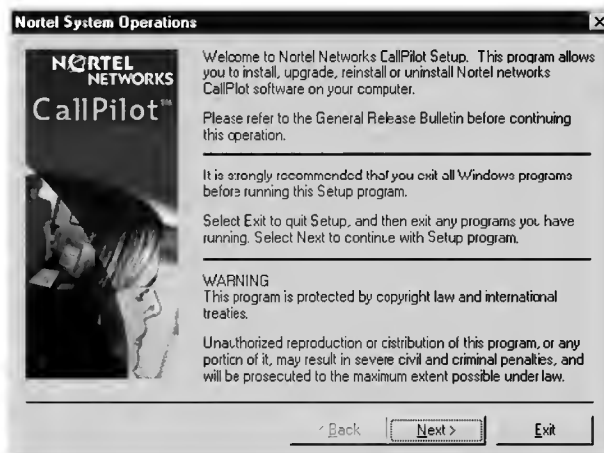 Nortel System Operations
NORTEL
NETWORKS
CallPilot™
Welcome to Nortel Networks CallPilot Setup. This program allows
you to install, upgrade, reinstall or uninstall Nortel networks
CallPilot software on your computer.
Please refer to the General Release Bulletin before continuing
this operation.
It is strongly recommended that you exit all Windows programs
before running this Setup program.
Select Exit to quit Setup, and then exit any programs you have
running. Select Next to continue with Setup program.
WARNING
This program is protected by copyright law and international
treaties.
Unauthorized reproduction or distribution of this program, or any
portion of it, may result in severe civil and criminal penalties, and
will be prosecuted to the maximum extent possible under law.
< Back
Next >
Exit